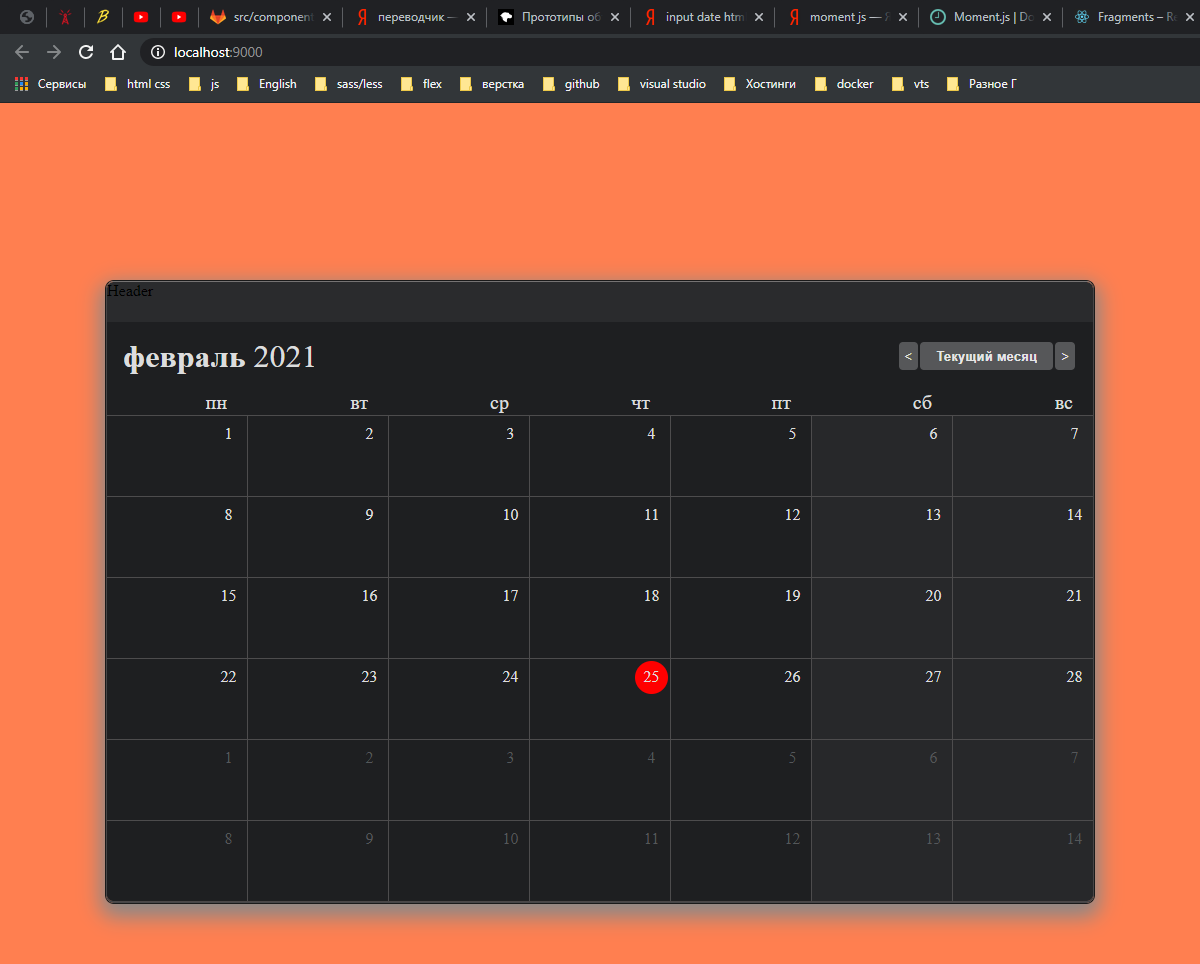 src/component
переводчик —
Прототипы об
input date htm
moment js — Я
Moment.js | Do
Fragments – Re
localhost:9000
Сервисы html css js English sass/less flex верстка github visual studio Хостинги docker vts Разное Г
Header
февраль 2021 < Текущий месяц >
пн вт ср чт пт сб вс
1 2 3 4 5 6 7
8 9 10 11 12 13 14
15 16 17 18 19 20 21
22 23 24 25 26 27 28
1 2 3 4 5 6 7
8 9 10 11 12 13 14